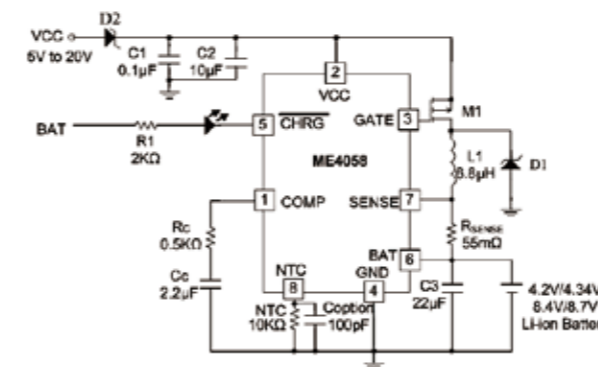 D2
VCC
5V to 20V
C1
0.1μF
C2
10μF
2
VCC
BAT
R1
2KΩ
5
CHRG
GATE
3
M1
ME4058
L1
6.8μH
D1
1
COMP
SENSE
7
RC
0.5KΩ
RSENSE
55mΩ
BAT
6
CC
2.2μF
NTC
8
GND
4
C3
22μF
4.2V/4.34V
8.4V/8.7V
Li-ion Batter
NTC
10KΩ
Coption
100pF